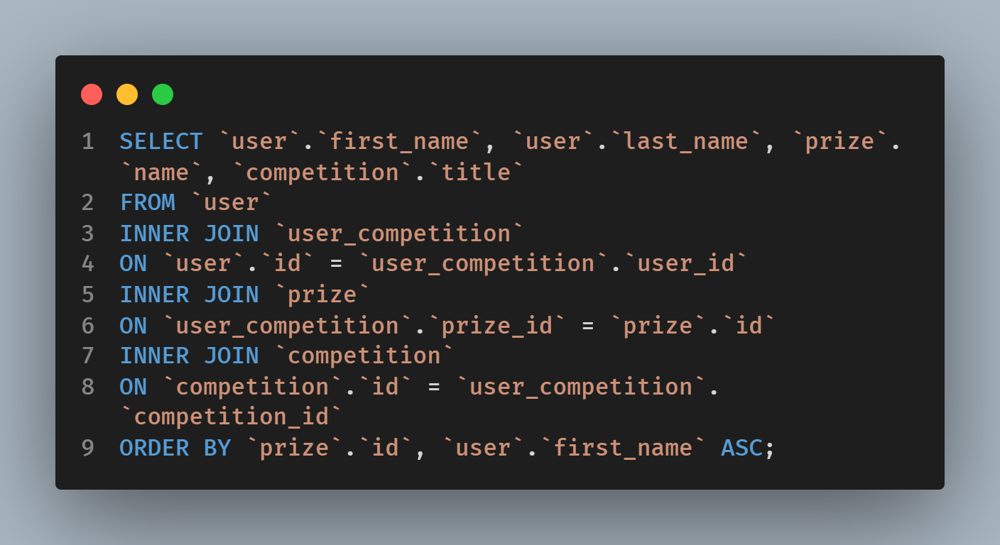 1 SELECT `user`.`first_name`, `user`.`last_name`, `prize`.
`name`, `competition`.`title`
2 FROM `user`
3 INNER JOIN `user_competition`
4 ON `user`.`id` = `user_competition`.`user_id`
5 INNER JOIN `prize`
6 ON `user_competition`.`prize_id` = `prize`.`id`
7 INNER JOIN `competition`
8 ON `competition`.`id` = `user_competition`.
`competition_id`
9 ORDER BY `prize`.`id`, `user`.`first_name` ASC;